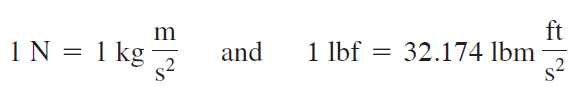 1 N = 1 kg m/s² and 1 lbf = 32.174 lbm ft/s²